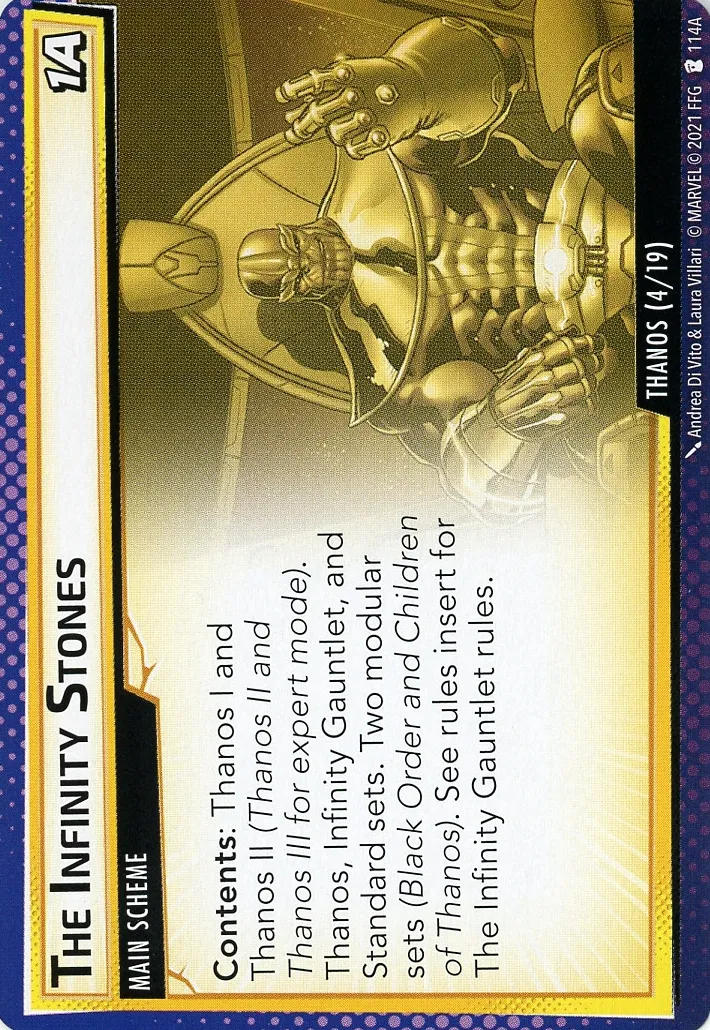 THE INFINITY STONES
1A
MAIN SCHEME
Contents: Thanos I and
Thanos II (Thanos II and
Thanos III for expert mode).
Thanos, Infinity Gauntlet, and
Standard sets. Two modular
sets (Black Order and Children
of Thanos). See rules insert for
The Infinity Gauntlet rules.
THANOS (4/19)
Andrea Di Vito & Laura Villari © MARVEL © 2021 FFG 114A